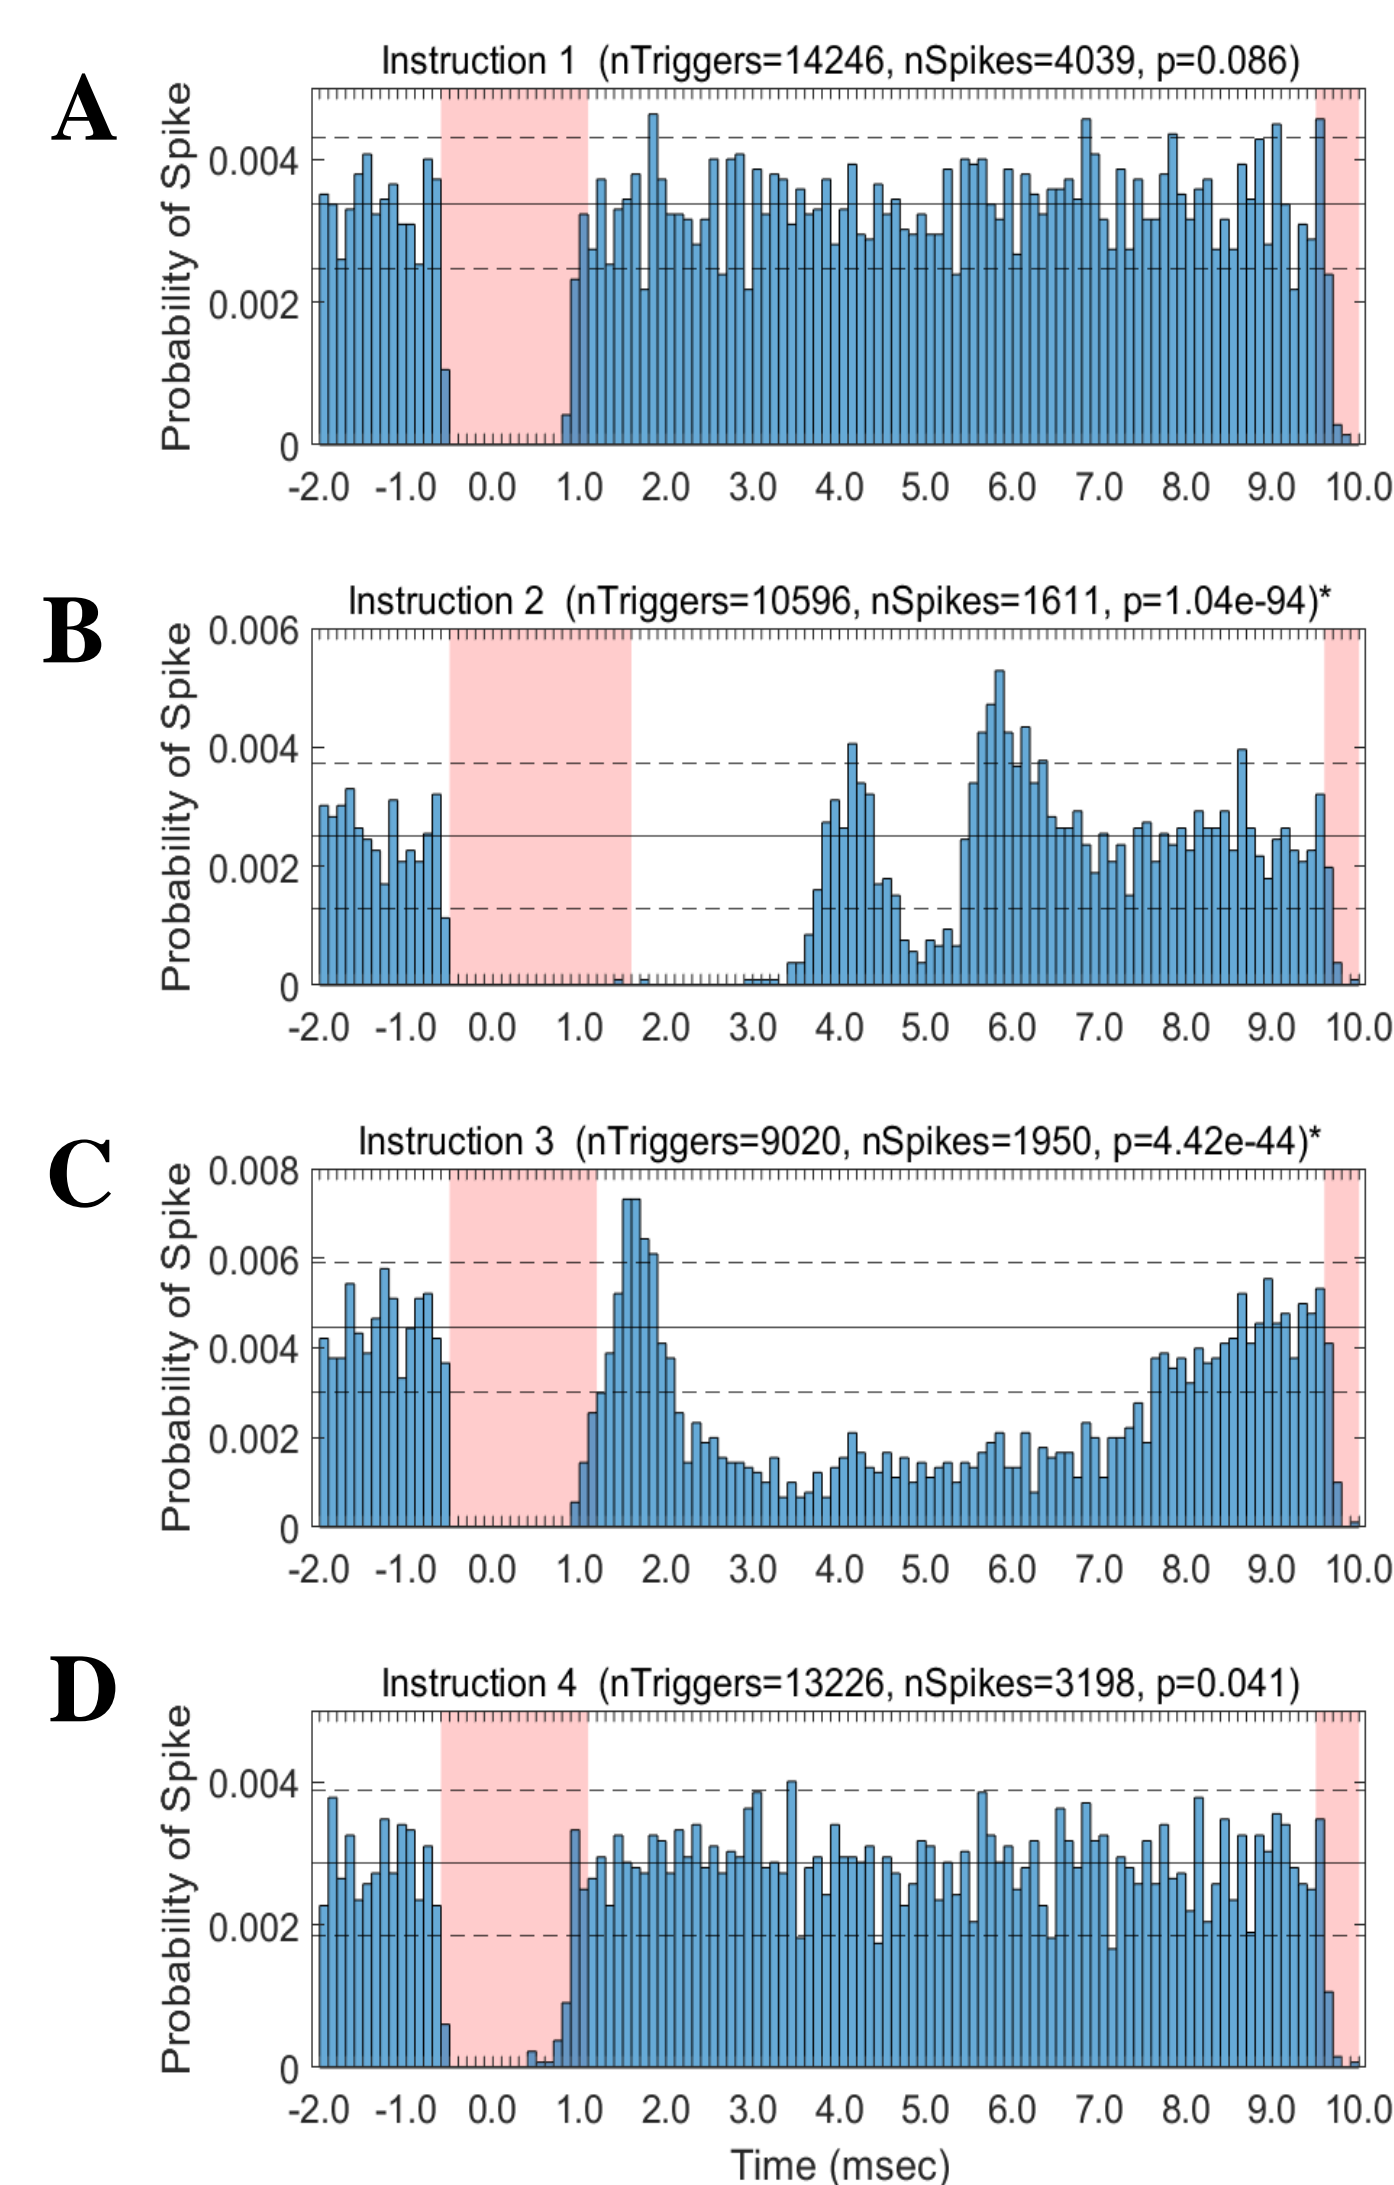 A
Instruction 1 (nTriggers=14246, nSpikes=4039, p=0.086)
Probability of Spike
0.004
0.002
0
-2.0 -1.0 0.0 1.0 2.0 3.0 4.0 5.0 6.0 7.0 8.0 9.0 10.0
B
Instruction 2 (nTriggers=10596, nSpikes=1611, p=1.04e-94)*
Probability of Spike
0.006
0.004
0.002
0
-2.0 -1.0 0.0 1.0 2.0 3.0 4.0 5.0 6.0 7.0 8.0 9.0 10.0
C
Instruction 3 (nTriggers=9020, nSpikes=1950, p=4.42e-44)*
Probability of Spike
0.008
0.006
0.004
0.002
0
-2.0 -1.0 0.0 1.0 2.0 3.0 4.0 5.0 6.0 7.0 8.0 9.0 10.0
D
Instruction 4 (nTriggers=13226, nSpikes=3198, p=0.041)
Probability of Spike
0.004
0.002
0
-2.0 -1.0 0.0 1.0 2.0 3.0 4.0 5.0 6.0 7.0 8.0 9.0 10.0
Time (msec)